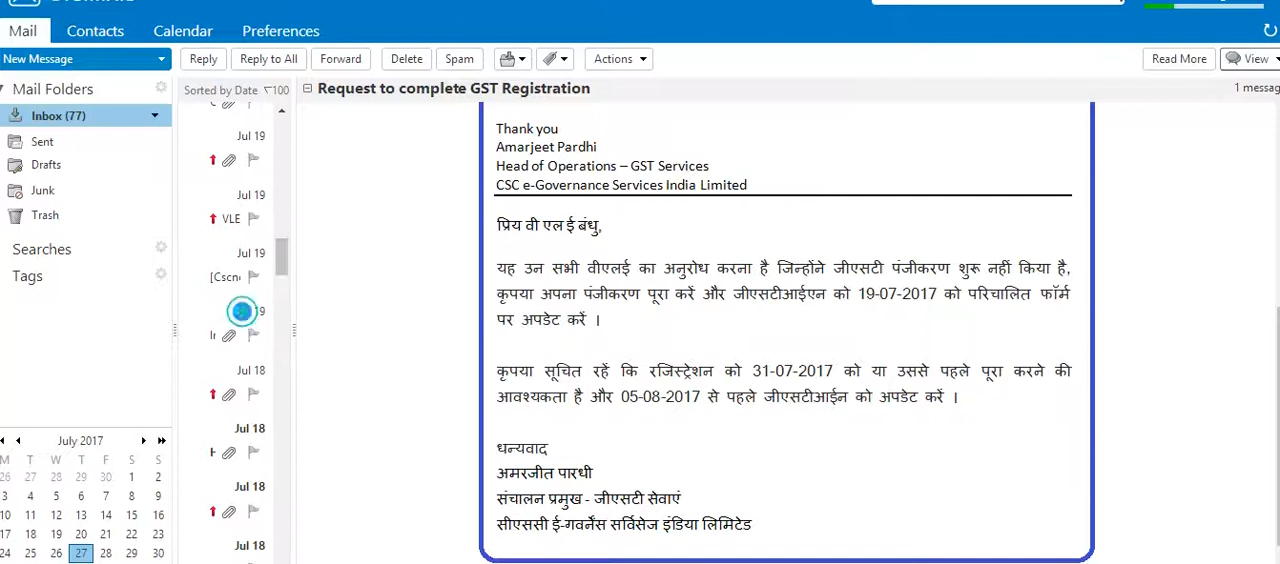 Mail Contacts Calendar Preferences
New Message Reply Reply to All Forward Delete Spam Actions Read More View
Mail Folders
Inbox (77)
Sent
Drafts
Junk
Trash
Searches
Tags
Sorted by Date 100
Jul 19
Jul 19
VLE
Jul 19
19
Jul 18
Jul 18
Jul 18
Jul 18
Request to complete GST Registration
Thank you
Amarjeet Pardhi
Head of Operations – GST Services
CSC e-Governance Services India Limited
प्रिय वी एल ई बंधु,
यह उन सभी वीएलई का अनुरोध करना है जिन्होंने जीएसटी पंजीकरण शुरू नहीं किया है,
कृपया अपना पंजीकरण पूरा करें और जीएसटीआईएन को 19-07-2017 को परिचालित फॉर्म
पर अपडेट करें ।
कृपया सूचित रहें कि रजिस्ट्रेशन को 31-07-2017 को या उससे पहले पूरा करने की
आवश्यकता है और 05-08-2017 से पहले जीएसटीआईन को अपडेट करें ।
धन्यवाद
अमरजीत पारधी
संचालन प्रमुख - जीएसटी सेवाएं
सीएससी ई-गवर्नेंस सर्विसेज इंडिया लिमिटेड
July 2017
M T W T F S S
26 27 28 29 30 1 2
3 4 5 6 7 8 9
10 11 12 13 14 15 16
17 18 19 20 21 22 23
24 25 26 27 28 29 30